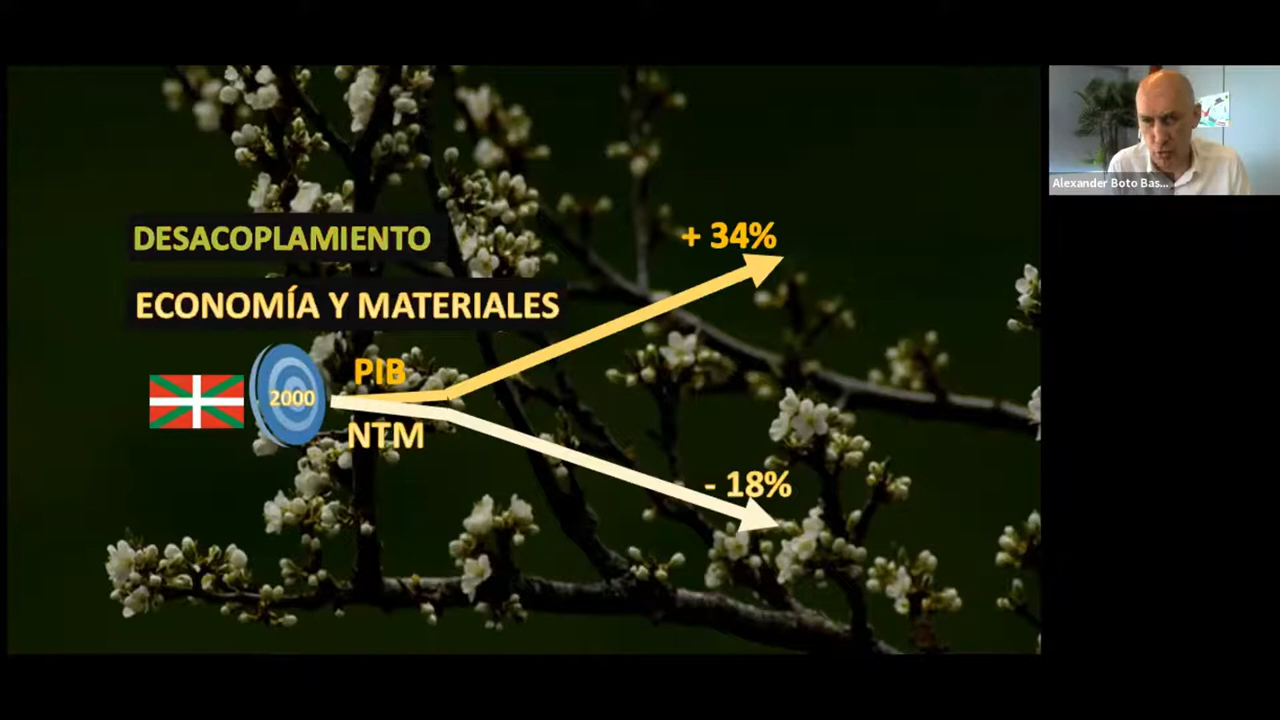 DESACOPLAMIENTO
ECONOMÍA Y MATERIALES
+ 34%
PIB
2000
NTM
- 18%
Alexander Boto Bas...